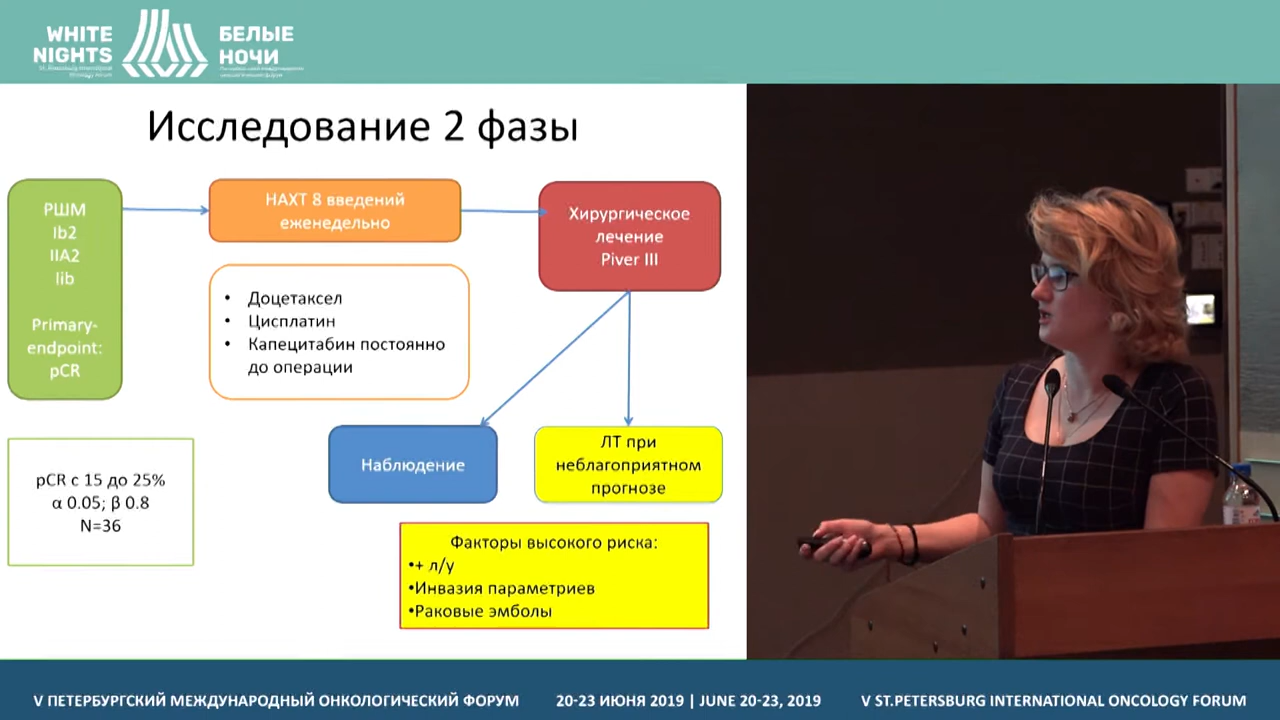 WHITE
NIGHTS
БЕЛЫЕ
НОЧИ
Исследование 2 фазы
РШМ
Ib2
IIA2
Iib
Primary-
endpoint:
pCR
НАХТ 8 введений
еженедельно
Хирургическое
лечение
Piver III
• Доцетаксел
• Цисплатин
• Капецитабин постоянно
до операции
pCR с 15 до 25%
α 0.05; β 0.8
N=36
Наблюдение
ЛТ при
неблагоприятном
прогнозе
Факторы высокого риска:
•+ л/у
•Инвазия параметриев
•Раковые эмболы
V ПЕТЕРБУРГСКИЙ МЕЖДУНАРОДНЫЙ ОНКОЛОГИЧЕСКИЙ ФОРУМ
20-23 ИЮНЯ 2019 | JUNE 20-23, 2019
V ST.PETERSBURG INTERNATIONAL ONCOLOGY FORUM